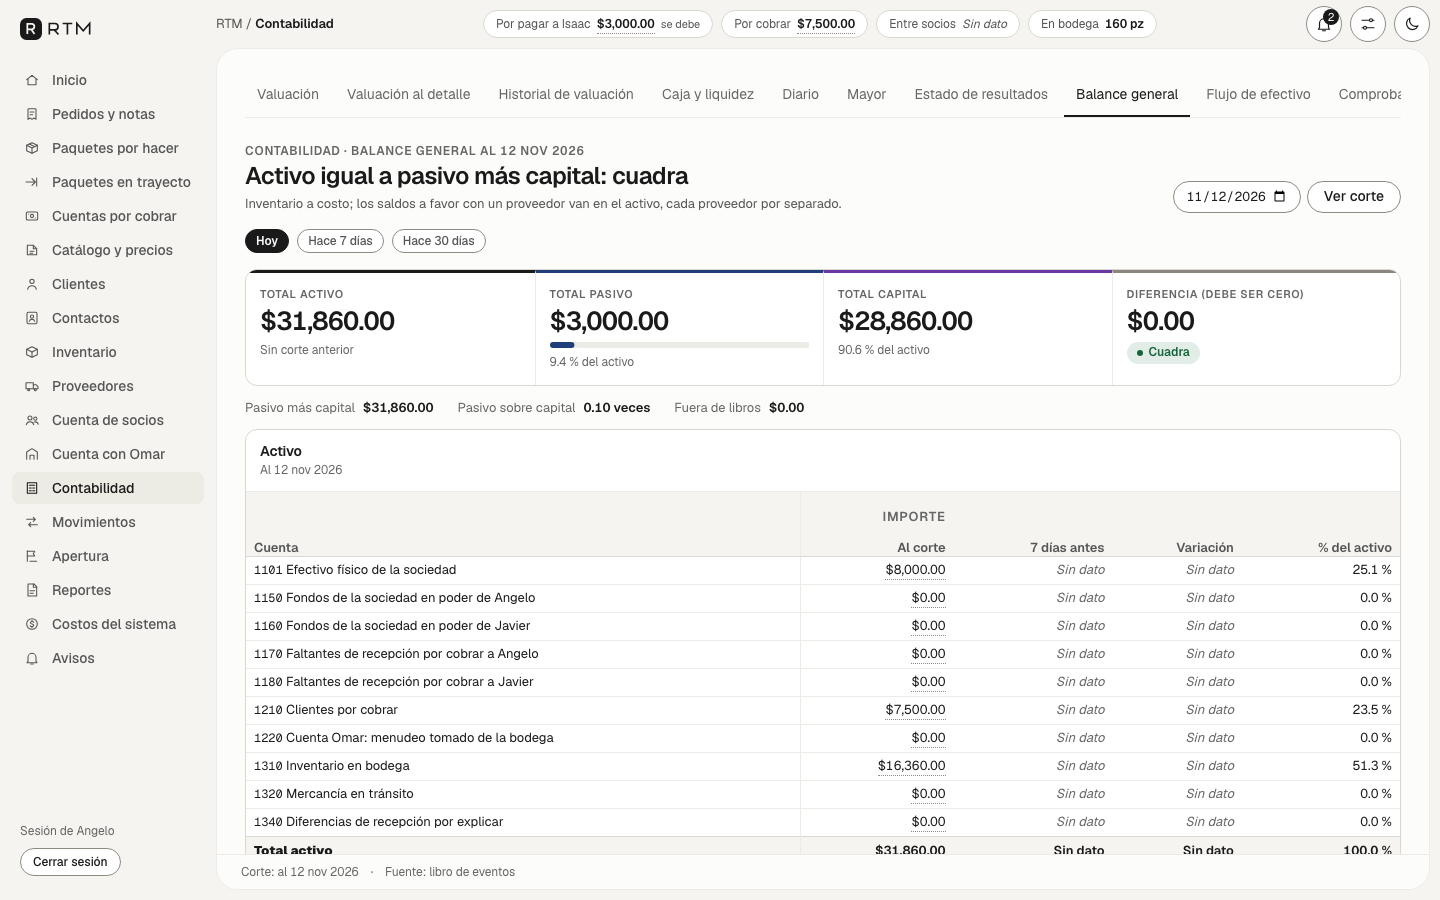 R RTM
RTM / Contabilidad
Por pagar a Isaac $3,000.00 se debe
Por cobrar $7,500.00
Entre socios Sin dato
En bodega 160 pz
2
Inicio
Pedidos y notas
Paquetes por hacer
Paquetes en trayecto
Cuentas por cobrar
Catálogo y precios
Clientes
Contactos
Inventario
Proveedores
Cuenta de socios
Cuenta con Omar
Contabilidad
Movimientos
Apertura
Reportes
Costos del sistema
Avisos
Sesión de Angelo
Cerrar sesión
Valuación Valuación al detalle Historial de valuación Caja y liquidez Diario Mayor Estado de resultados Balance general Flujo de efectivo Comproba
CONTABILIDAD · BALANCE GENERAL AL 12 NOV 2026
Activo igual a pasivo más capital: cuadra
Inventario a costo; los saldos a favor con un proveedor van en el activo, cada proveedor por separado.
11/12/2026 Ver corte
Hoy Hace 7 días Hace 30 días
TOTAL ACTIVO
$31,860.00
Sin corte anterior
TOTAL PASIVO
$3,000.00
9.4 % del activo
TOTAL CAPITAL
$28,860.00
90.6 % del activo
DIFERENCIA (DEBE SER CERO)
$0.00
Cuadra
Pasivo más capital $31,860.00 Pasivo sobre capital 0.10 veces Fuera de libros $0.00
Activo
Al 12 nov 2026
IMPORTE
Cuenta Al corte 7 días antes Variación % del activo
1101 Efectivo físico de la sociedad $8,000.00 Sin dato Sin dato 25.1 %
1150 Fondos de la sociedad en poder de Angelo $0.00 Sin dato Sin dato 0.0 %
1160 Fondos de la sociedad en poder de Javier $0.00 Sin dato Sin dato 0.0 %
1170 Faltantes de recepción por cobrar a Angelo $0.00 Sin dato Sin dato 0.0 %
1180 Faltantes de recepción por cobrar a Javier $0.00 Sin dato Sin dato 0.0 %
1210 Clientes por cobrar $7,500.00 Sin dato Sin dato 23.5 %
1220 Cuenta Omar: menudeo tomado de la bodega $0.00 Sin dato Sin dato 0.0 %
1310 Inventario en bodega $16,360.00 Sin dato Sin dato 51.3 %
1320 Mercancía en tránsito $0.00 Sin dato Sin dato 0.0 %
1340 Diferencias de recepción por explicar $0.00 Sin dato Sin dato 0.0 %
Total activo $31,860.00 Sin dato Sin dato 100.0 %
Corte: al 12 nov 2026 · Fuente: libro de eventos